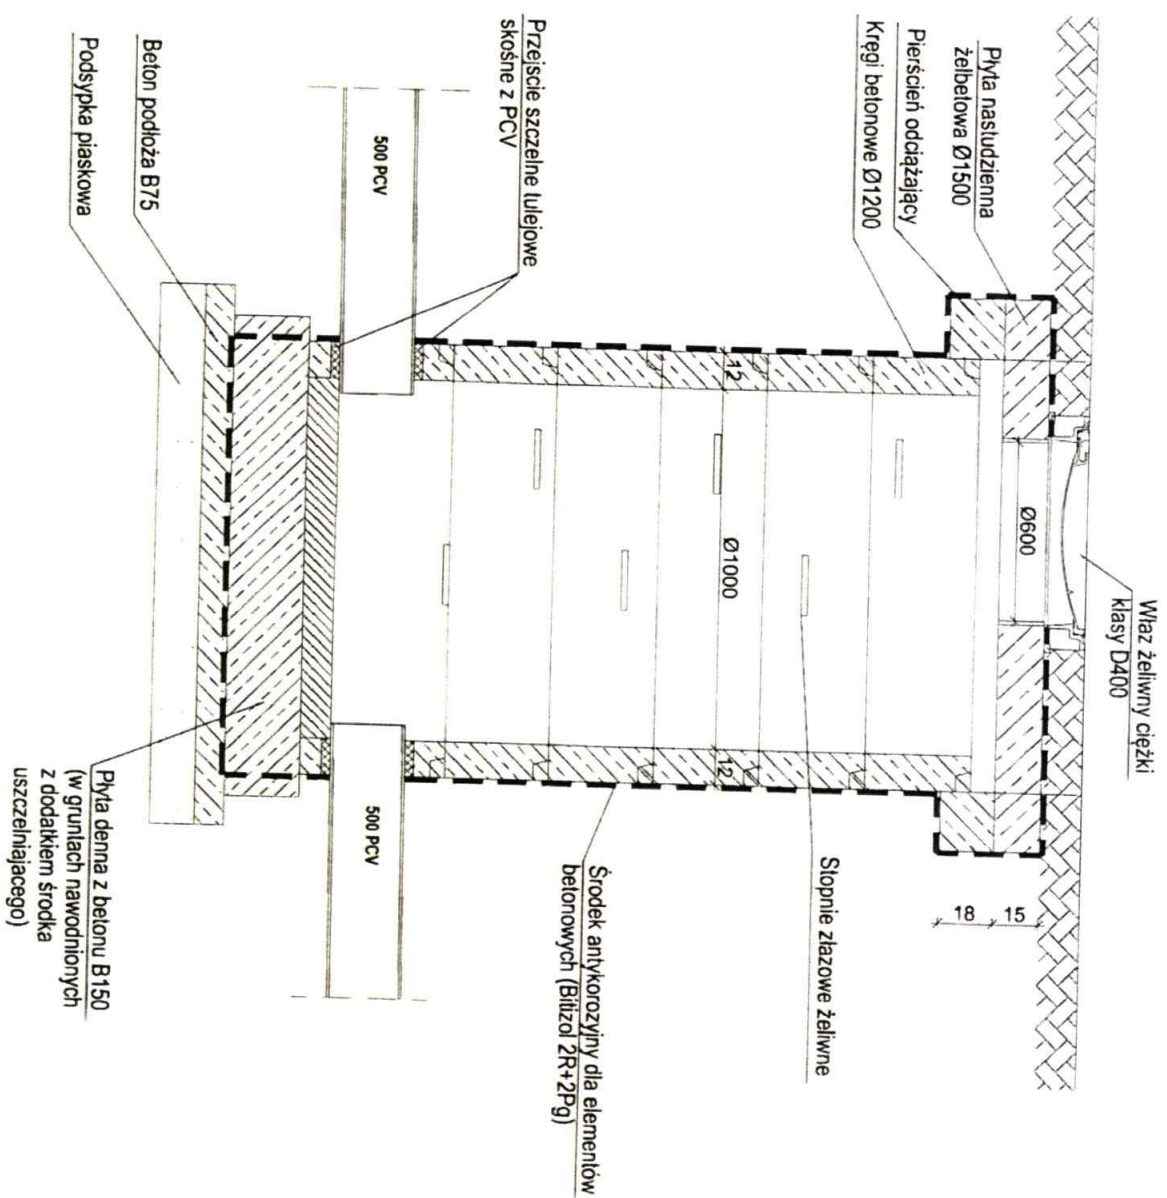 Właz żeliwny ciężki
klasy D400
Płyta nastudzienna
żelbetowa Ø1500
Pierścień odciążający
Kręgi betonowe Ø1200
Ø600
15
18
12
Ø1000
12
Stopnie złazowe żeliwne
Środek antykorozyjny dla elementów
betonowych (Bitizol 2R+2Pg)
Przejscie szczelne tulejowe
skośne z PCV
500 PCV
500 PCV
Beton podłoża B75
Podsypka piaskowa
Płyta denna z betonu B150
(w gruntach nawodnionych
z dodatkiem środka
uszczelniajacego)